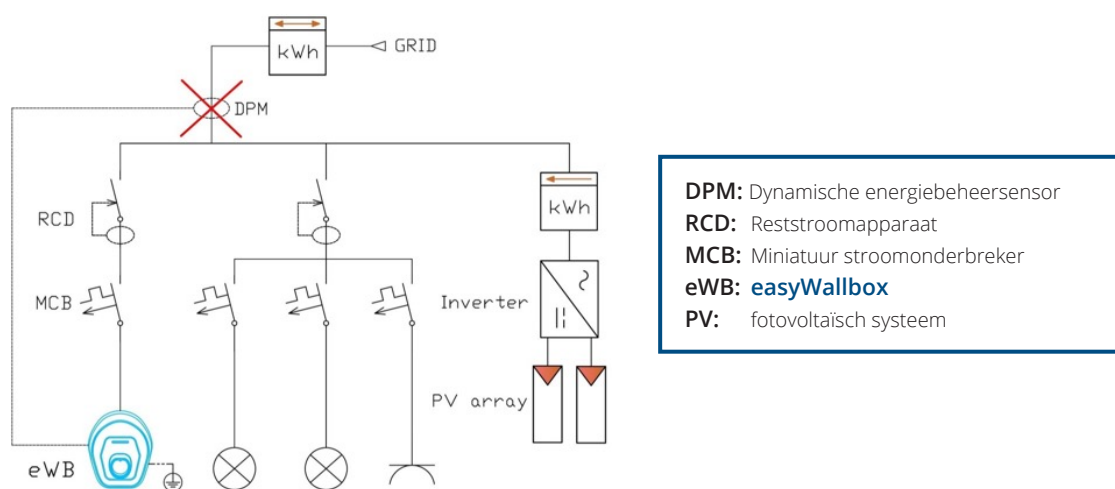 kWh
GRID
DPM
RCD
kWh
MCB
Inverter
PV array
eWB
DPM: Dynamische energiebeheersensor
RCD: Reststroomapparaat
MCB: Miniatuur stroomonderbreker
eWB: easyWallbox
PV: fotovoltaïsch systeem